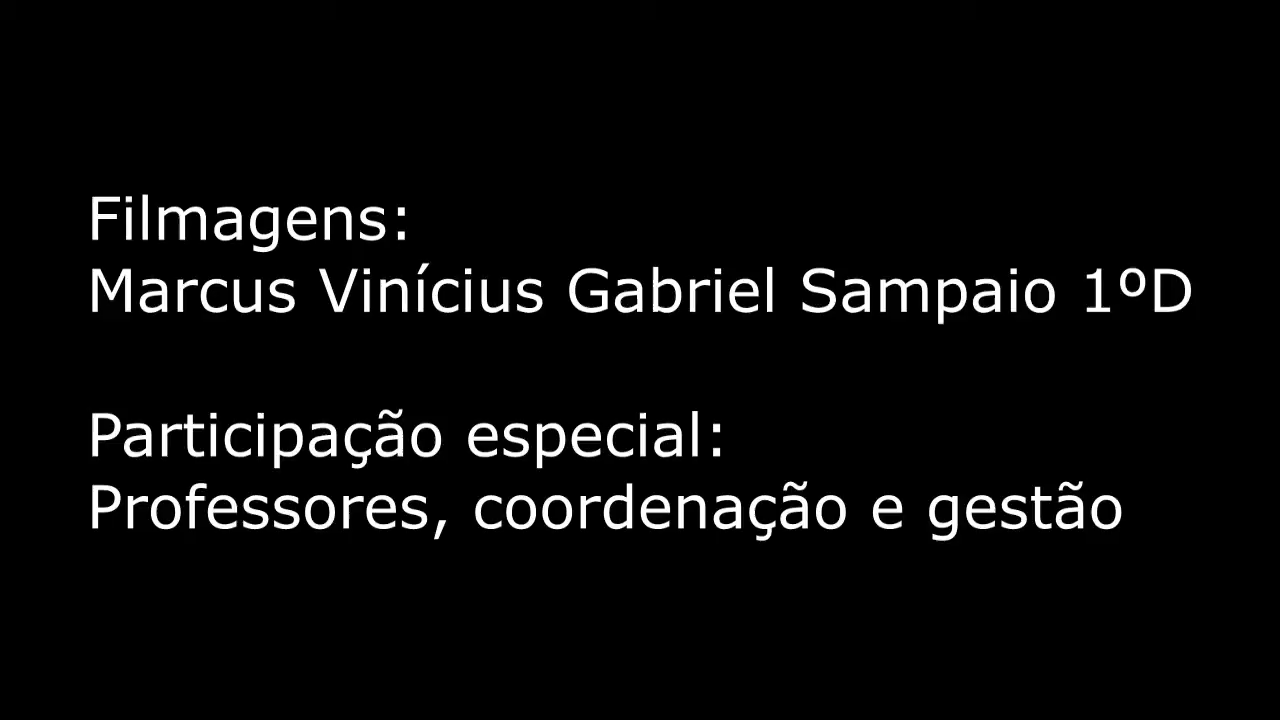 Filmagens:
Marcus Vinícius Gabriel Sampaio 1ºD
Participação especial:
Professores, coordenação e gestão